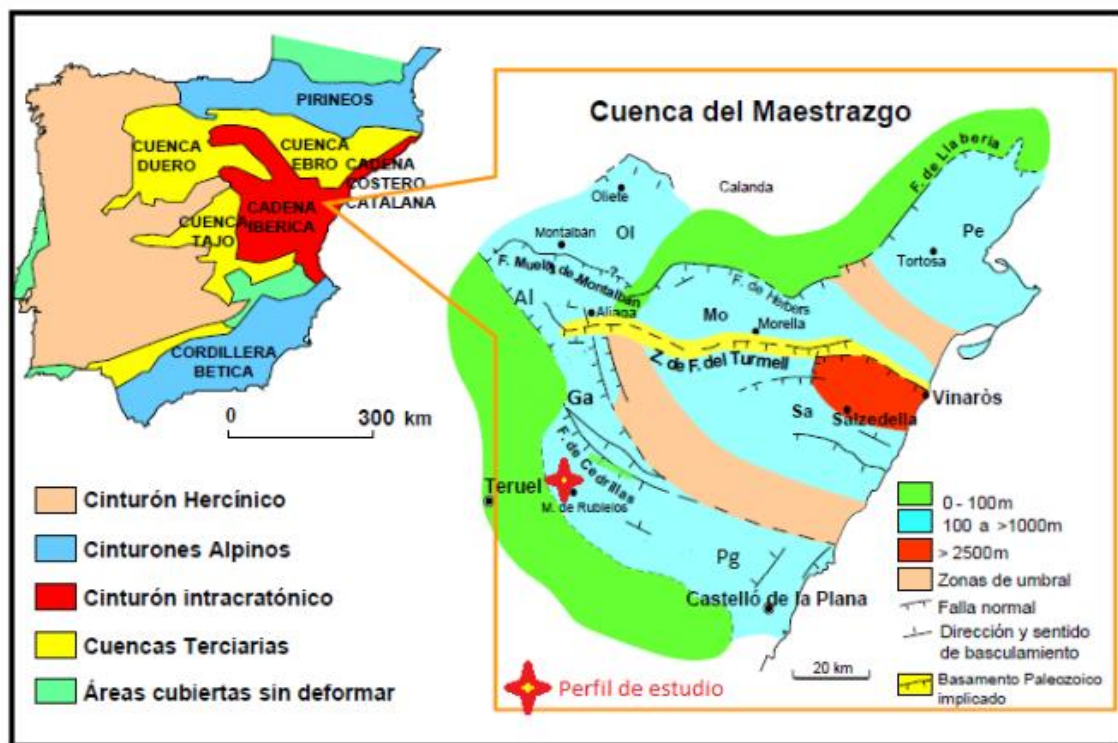 PIRINEOS
CUENCA
DUERO
CUENCA
EBRO
CADENA
COSTERO
CATALANA
CADENA
IBERICA
CUENCA
TAJO
CORDILLERA
BETICA
0 300 km
Cinturón Hercínico
Cinturones Alpinos
Cinturón intracratónico
Cuencas Terciarias
Áreas cubiertas sin deformar
Cuenca del Maestrazgo
F. de Llaberia
Oliete
Calanda
Ol
Montalbán
Pe
Tortosa
F. Muela de Montalbán
?
F. de Herbers
Al
Aliaga
Mo
Morella
Z. de F. del Turmell
Vinaròs
Ga
Sa
Salzedella
F. de Cedrillas
Teruel
M. de Rubielos
Pg
Castelló de la Plana
20 km
0 - 100m
100 a >1000m
> 2500m
Zonas de umbral
Falla normal
Dirección y sentido
de basculamiento
Basamento Paleozoico
implicado
Perfil de estudio